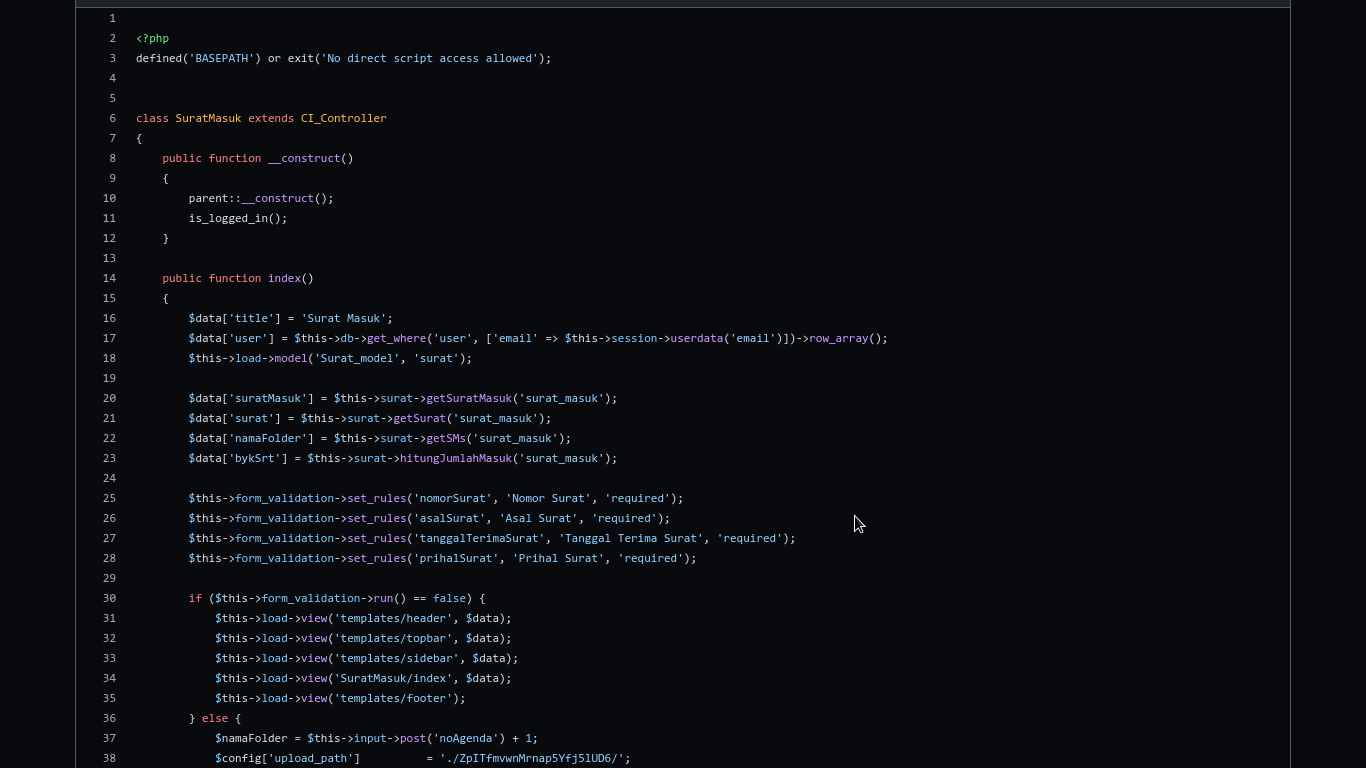 1
2 <?php
3 defined('BASEPATH') or exit('No direct script access allowed');
4
5
6 class SuratMasuk extends CI_Controller
7 {
8     public function __construct()
9     {
10         parent::__construct();
11         is_logged_in();
12     }
13
14     public function index()
15     {
16         $data['title'] = 'Surat Masuk';
17         $data['user'] = $this->db->get_where('user', ['email' => $this->session->userdata('email')])->row_array();
18         $this->load->model('Surat_model', 'surat');
19
20         $data['suratMasuk'] = $this->surat->getSuratMasuk('surat_masuk');
21         $data['surat'] = $this->surat->getSurat('surat_masuk');
22         $data['namaFolder'] = $this->surat->getSMs('surat_masuk');
23         $data['bykSrt'] = $this->surat->hitungJumlahMasuk('surat_masuk');
24
25         $this->form_validation->set_rules('nomorSurat', 'Nomor Surat', 'required');
26         $this->form_validation->set_rules('asalSurat', 'Asal Surat', 'required');
27         $this->form_validation->set_rules('tanggalTerimaSurat', 'Tanggal Terima Surat', 'required');
28         $this->form_validation->set_rules('prihalSurat', 'Prihal Surat', 'required');
29
30         if ($this->form_validation->run() == false) {
31             $this->load->view('templates/header', $data);
32             $this->load->view('templates/topbar', $data);
33             $this->load->view('templates/sidebar', $data);
34             $this->load->view('SuratMasuk/index', $data);
35             $this->load->view('templates/footer');
36         } else {
37             $namaFolder = $this->input->post('noAgenda') + 1;
38             $config['upload_path']          = './ZpITfmvwnMrnap5Yfj5lUD6/';